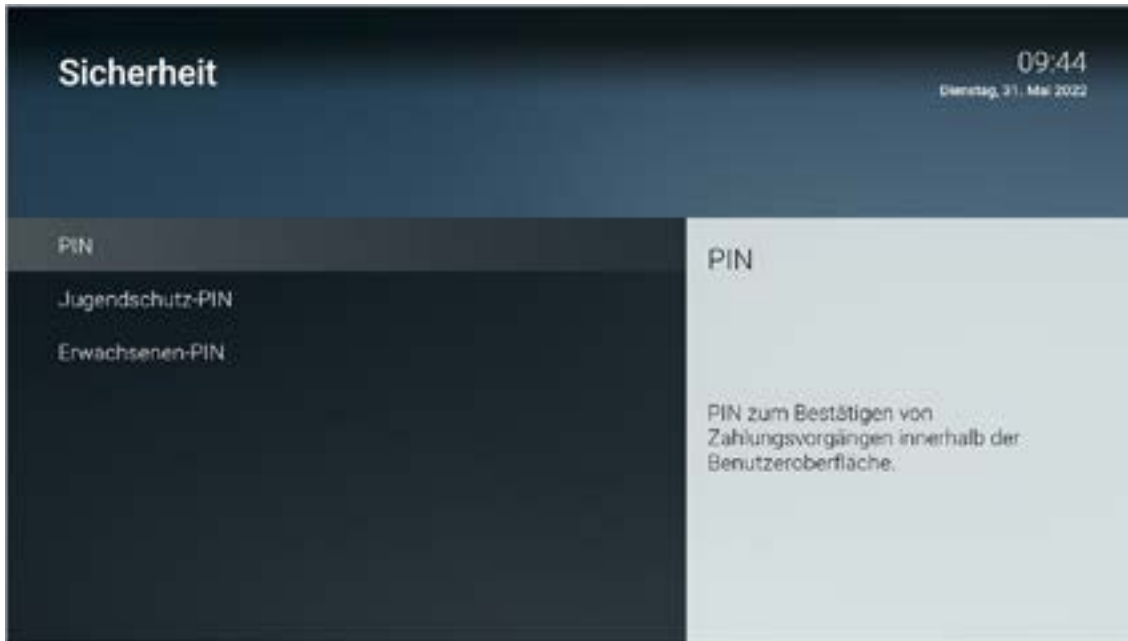 Sicherheit
09:44
Dienstag, 31. Mai 2022
PIN
Jugendschutz-PIN
Erwachsenen-PIN
PIN
PIN zum Bestätigen von
Zahlungsvorgängen innerhalb der
Benutzeroberfläche.